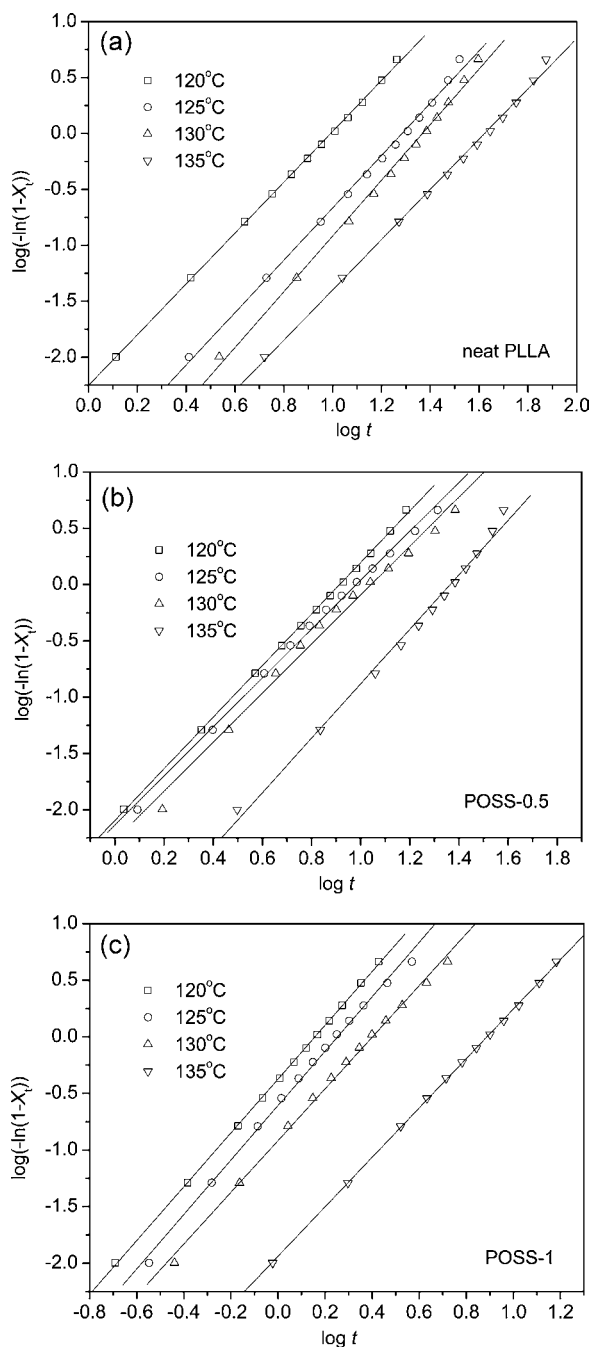 (a)
120°C
125°C
130°C
135°C
neat PLLA
log(-ln(1-Xt))
1.0
0.5
0.0
-0.5
-1.0
-1.5
-2.0
0.0 0.2 0.4 0.6 0.8 1.0 1.2 1.4 1.6 1.8 2.0
log t
(b)
120°C
125°C
130°C
135°C
POSS-0.5
log(-ln(1-Xt))
1.0
0.5
0.0
-0.5
-1.0
-1.5
-2.0
0.0 0.2 0.4 0.6 0.8 1.0 1.2 1.4 1.6 1.8
log t
(c)
120°C
125°C
130°C
135°C
POSS-1
log(-ln(1-Xt))
1.0
0.5
0.0
-0.5
-1.0
-1.5
-2.0
-0.8 -0.6 -0.4 -0.2 0.0 0.2 0.4 0.6 0.8 1.0 1.2
log t